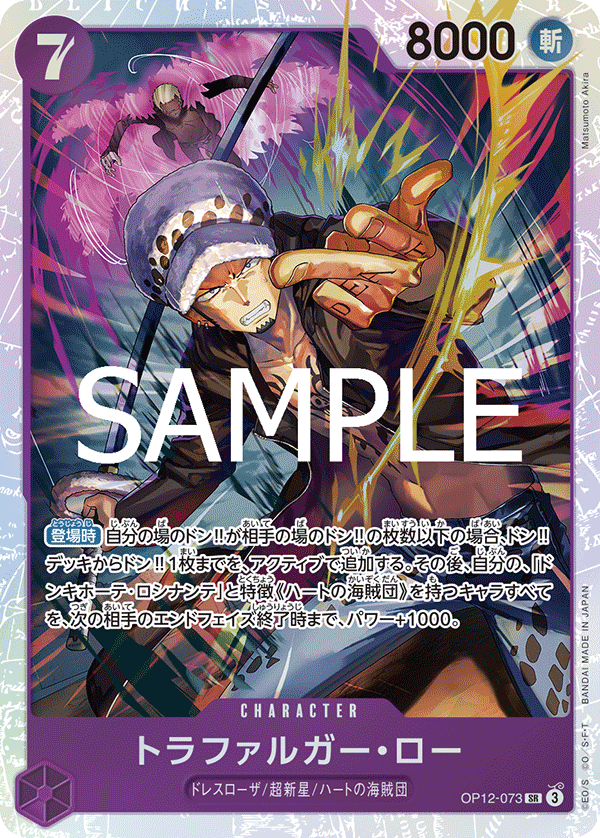 7
8000
斬
Matsumoto Akira
SAMPLE
登場時 自分の場のドン!!が相手の場のドン!!の枚数以下の場合、ドン!!
デッキからドン!!1枚までを、アクティブで追加する。その後、自分の、「ド
ンキホーテ・ロシナンテ」と特徴《ハートの海賊団》を持つキャラすべて
を、次の相手のエンドフェイズ終了時まで、パワー+1000。
CHARACTER
トラファルガー・ロー
ドレスローザ/超新星/ハートの海賊団
OP12-073 SR 3
©E.O/S ©O/S・F・T BANDAI MADE IN JAPAN